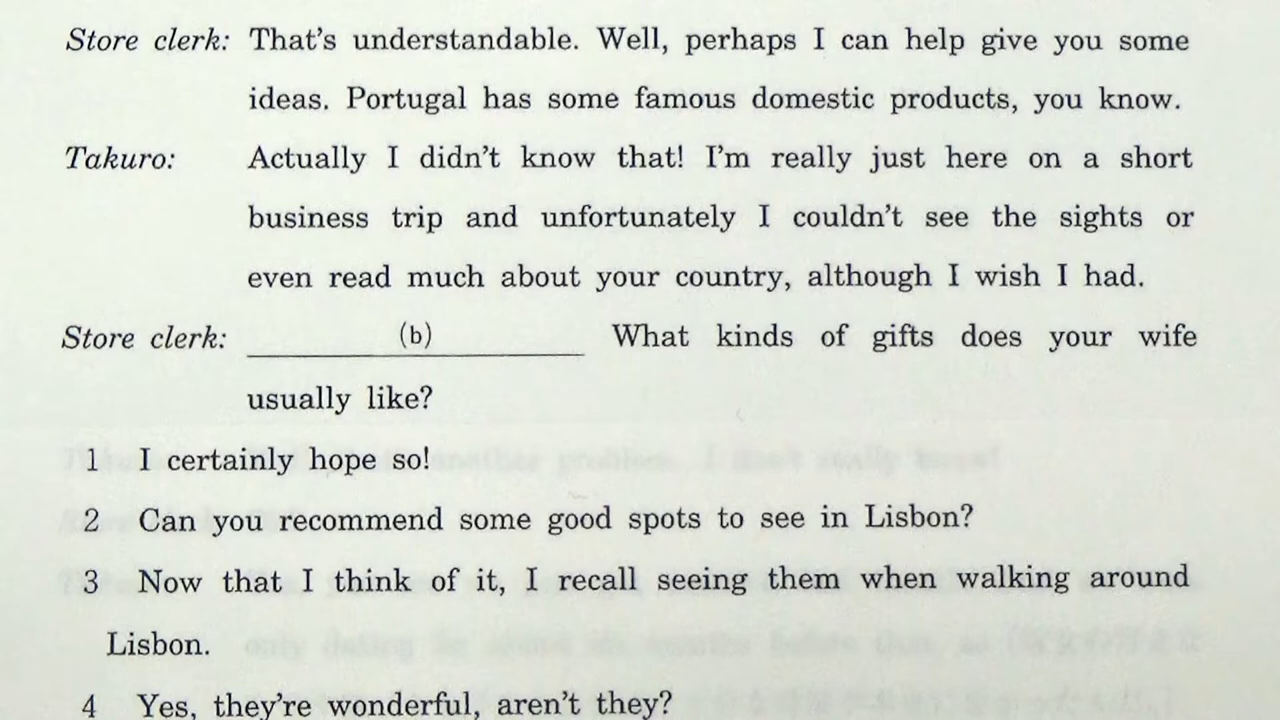 Store clerk: That's understandable. Well, perhaps I can help give you some
ideas. Portugal has some famous domestic products, you know.
Takuro: Actually I didn't know that! I'm really just here on a short
business trip and unfortunately I couldn't see the sights or
even read much about your country, although I wish I had.
Store clerk: (b) What kinds of gifts does your wife
usually like?
1 I certainly hope so!
2 Can you recommend some good spots to see in Lisbon?
3 Now that I think of it, I recall seeing them when walking around
Lisbon.
4 Yes, they're wonderful, aren't they?